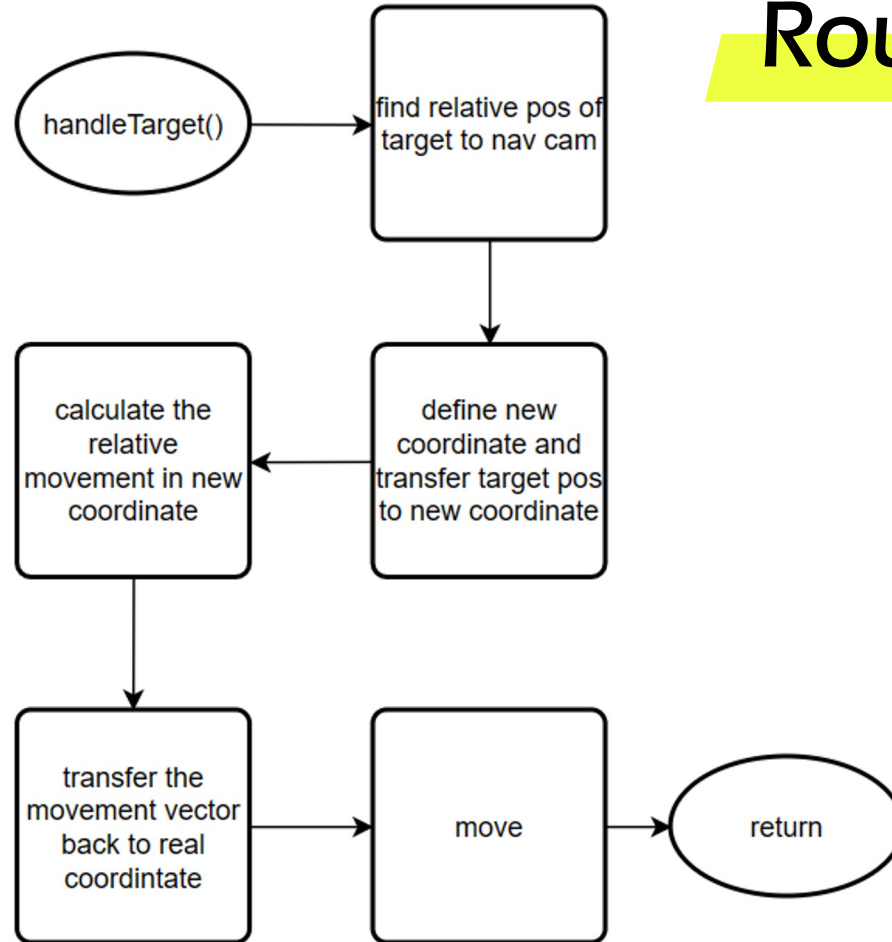 Rou
handleTarget()
find relative pos of
target to nav cam
define new
coordinate and
transfer target pos
to new coordinate
calculate the
relative
movement in new
coordinate
transfer the
movement vector
back to real
coordintate
move
return